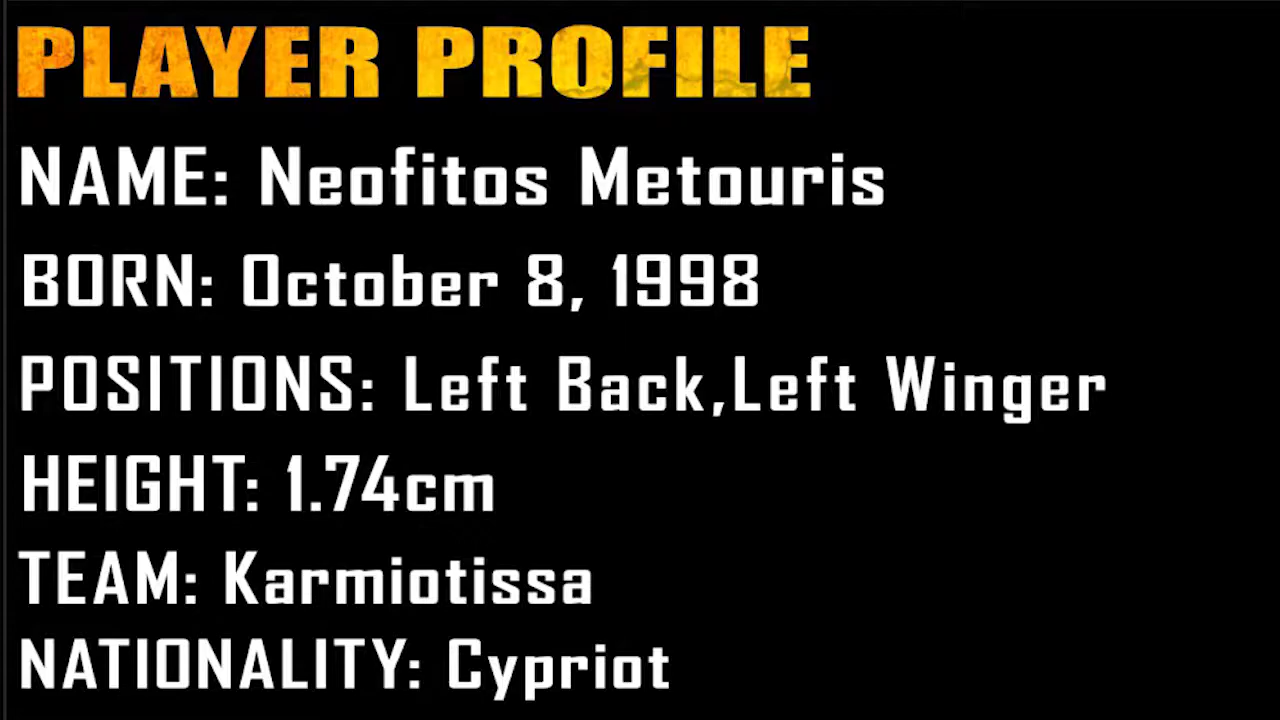 PLAYER PROFILE
NAME: Neofitos Metouris
BORN: October 8, 1998
POSITIONS: Left Back,Left Winger
HEIGHT: 1.74cm
TEAM: Karmiotissa
NATIONALITY: Cypriot